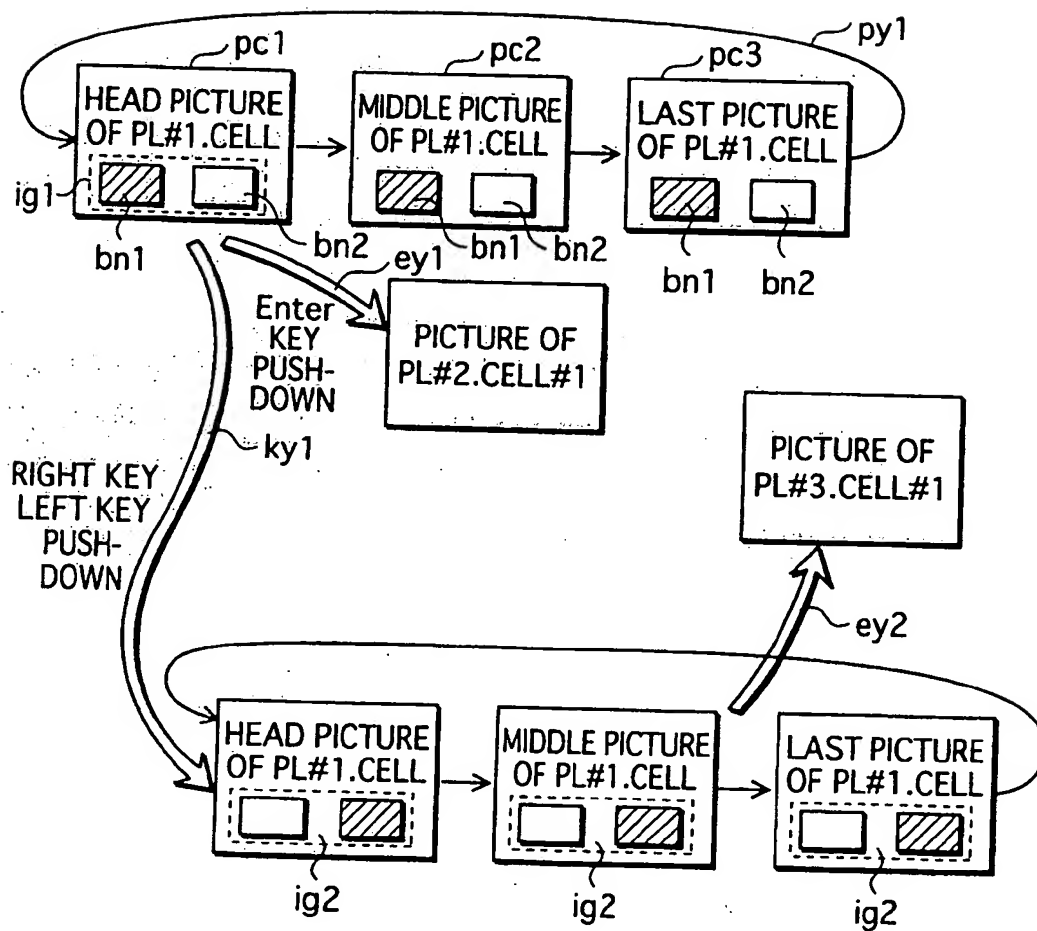 py1
pc1
pc2
pc3
HEAD PICTURE
OF PL#1.CELL
MIDDLE PICTURE
OF PL#1.CELL
LAST PICTURE
OF PL#1.CELL
ig1
bn1
bn2
bn1
bn2
bn1
bn2
ey1
Enter
KEY
PUSH-
DOWN
PICTURE OF
PL#2.CELL#1
ky1
RIGHT KEY
LEFT KEY
PUSH-
DOWN
PICTURE OF
PL#3.CELL#1
ey2
HEAD PICTURE
OF PL#1.CELL
MIDDLE PICTURE
OF PL#1.CELL
LAST PICTURE
OF PL#1.CELL
ig2
ig2
ig2